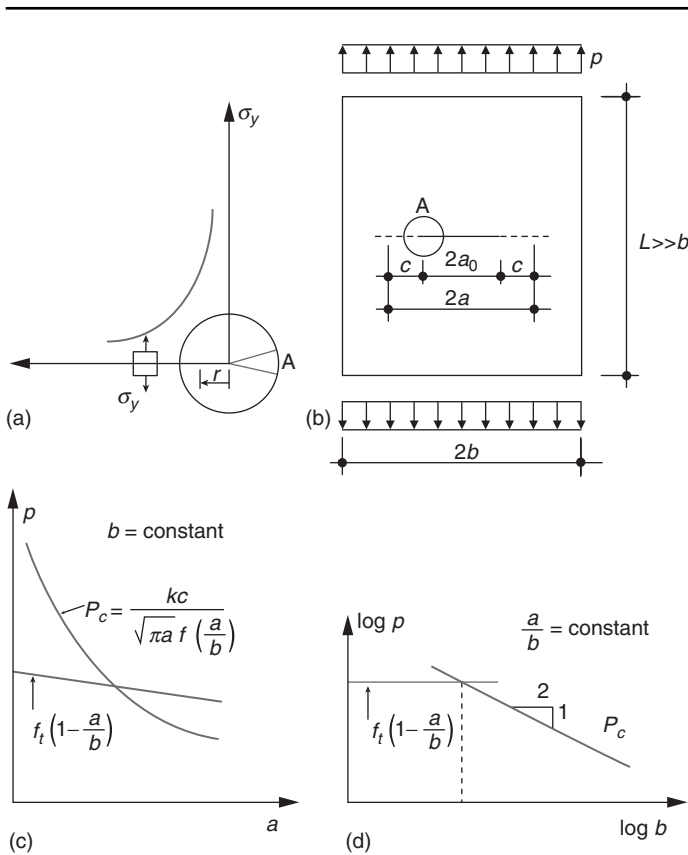 σy
A
r
σy
(a)
p
A
c 2a0 c
2a
L>>b
2b
(b)
p
b = constant
Pc = kc / √πa f (a/b)
ft (1− a/b)
a
(c)
log p
a/b = constant
2
1
ft (1− a/b)
Pc
log b
(d)